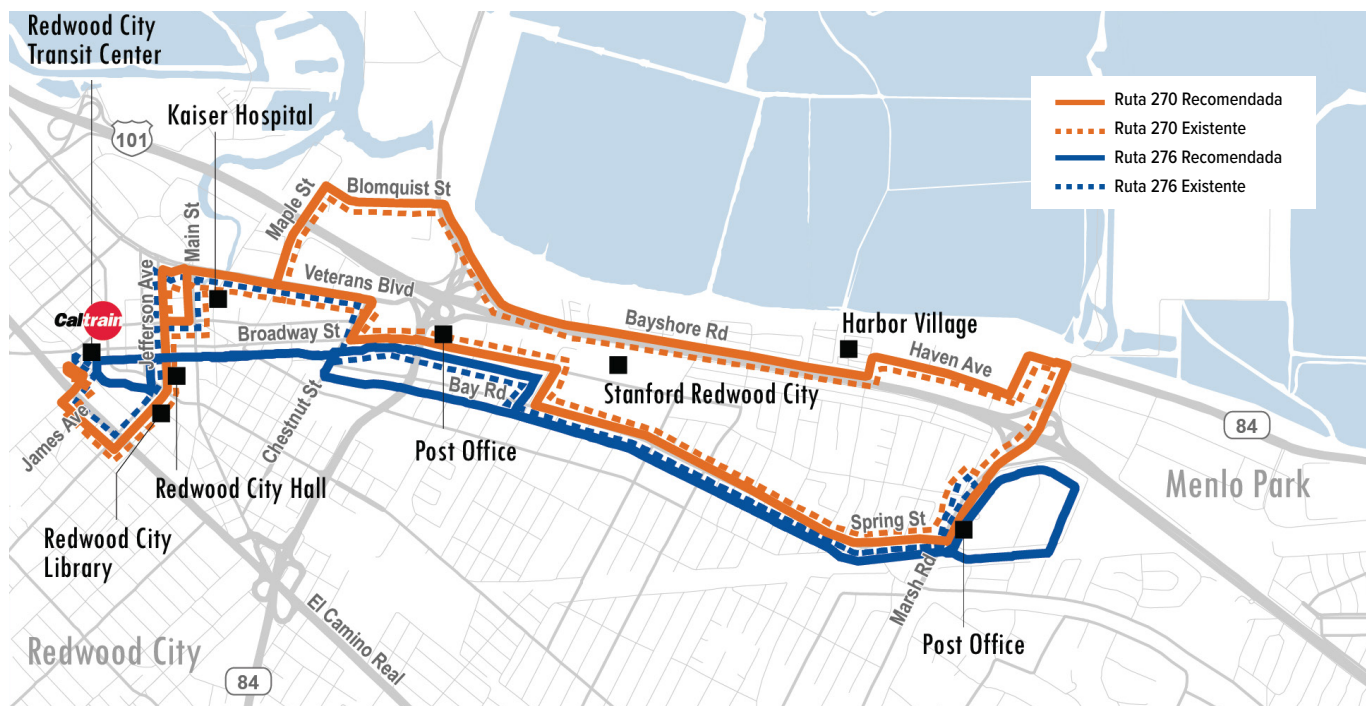 Redwood City
Transit Center
Kaiser Hospital
101
Ruta 270 Recomendada
Ruta 270 Existente
Ruta 276 Recomendada
Ruta 276 Existente
Maple St
Blomquist St
Main St
Jefferson Ave
Veterans Blvd
Caltrain
Broadway St
Bayshore Rd
Harbor Village
Haven Ave
Stanford Redwood City
Bay Rd
Chestnut St
James Ave
Post Office
84
Menlo Park
Redwood City Hall
Redwood City
Library
Spring St
Marsh Rd
El Camino Real
Post Office
Redwood City
84